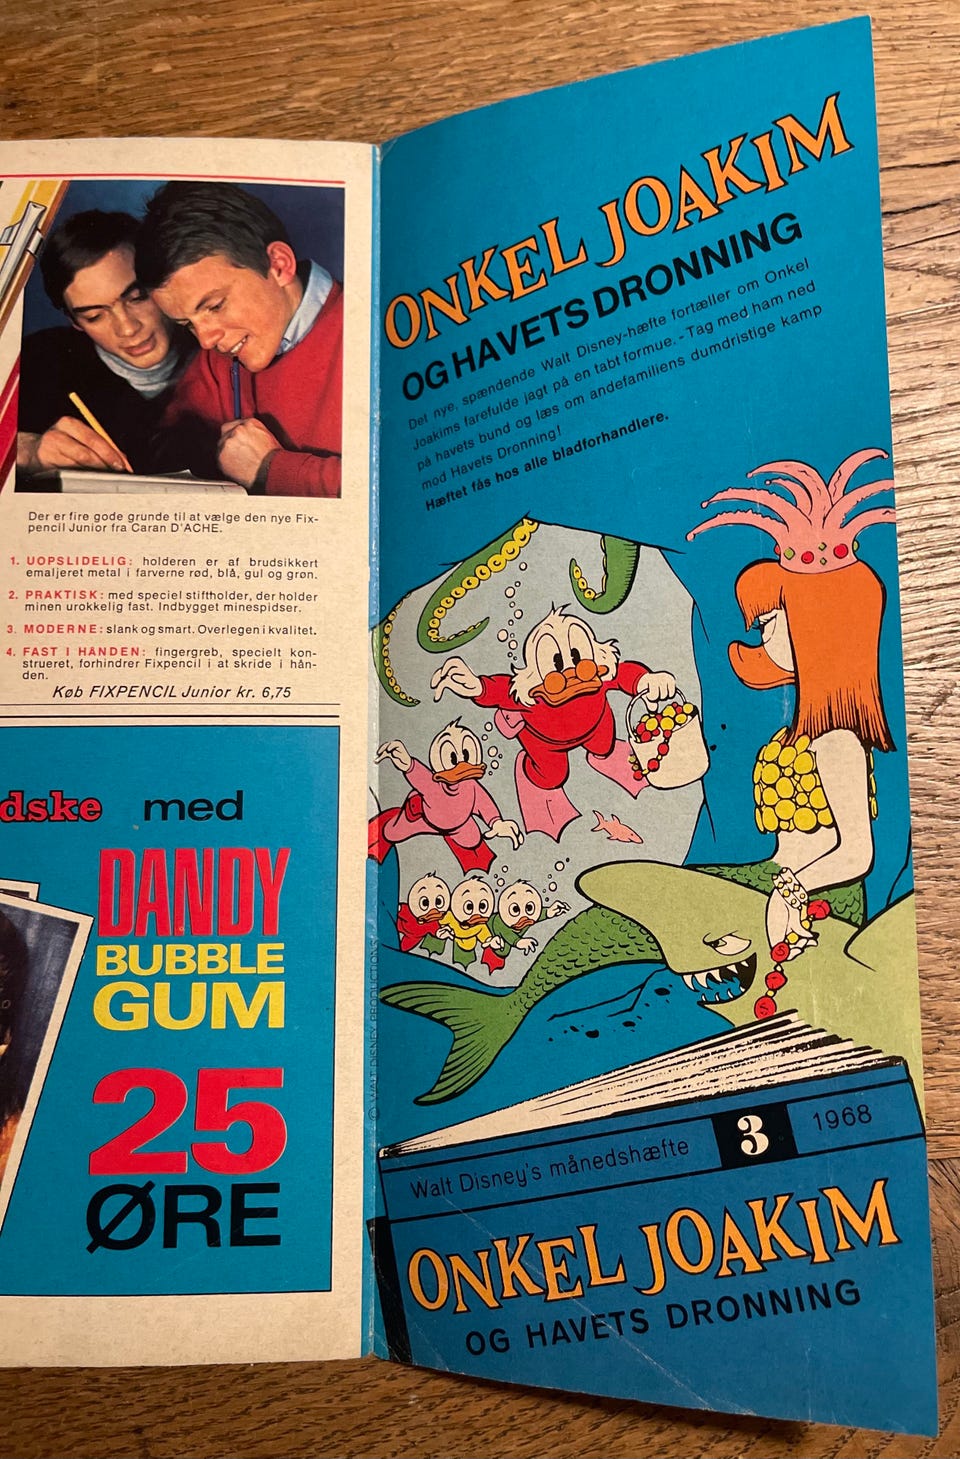 Der er fire gode grunde til at vælge den nye Fix-
pencil Junior fra Caran D'ACHE.
1. UOPSLIDELIG: holderen er af brudsikkert
emaljeret metal i farverne rød, blå, gul og grøn.
2. PRAKTISK: med speciel stiftholder, der holder
minen urokkelig fast. Indbygget minespidser.
3. MODERNE: slank og smart. Overlegen i kvalitet.
4. FAST I HÅNDEN: fingergreb, specielt kon-
strueret, forhindrer Fixpencil i at skride i hån-
den.
Køb FIXPENCIL Junior kr. 6,75
dske med
DANDY
BUBBLE
GUM
25
ØRE
ONKEL JOAKIM
OG HAVETS DRONNING
Det nye, spændende Walt Disney-hæfte fortæller om Onkel
Joakims farefulde jagt på en tabt formue. - Tag med ham ned
på havets bund og læs om andefamiliens dumdristige kamp
mod Havets Dronning!
Hæftet fås hos alle bladforhandlere.
© WALT DISNEY PRODUCTIONS
Walt Disney's månedshæfte 3 1968
ONKEL JOAKIM
OG HAVETS DRONNING